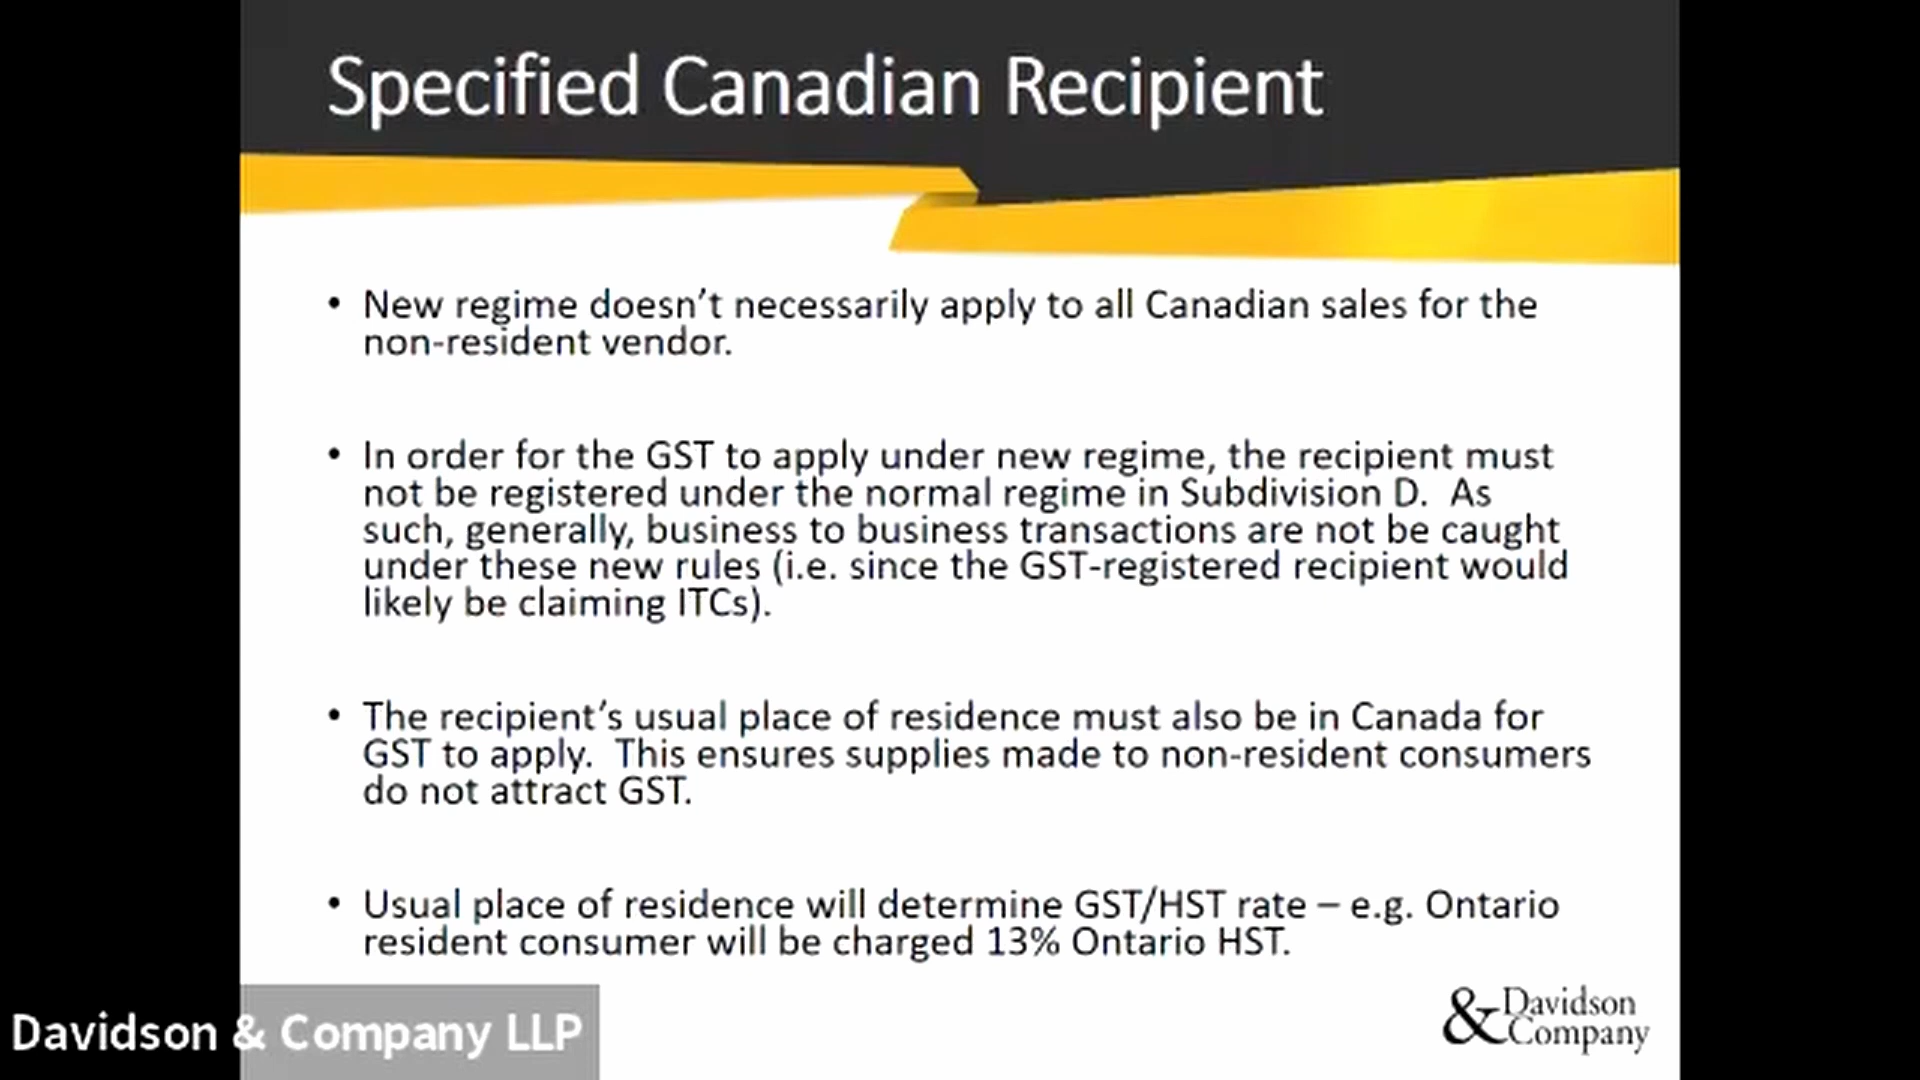 Specified Canadian Recipient
• New regime doesn't necessarily apply to all Canadian sales for the
non-resident vendor.
• In order for the GST to apply under new regime, the recipient must
not be registered under the normal regime in Subdivision D.  As
such, generally, business to business transactions are not be caught
under these new rules (i.e. since the GST-registered recipient would
likely be claiming ITCs).
• The recipient's usual place of residence must also be in Canada for
GST to apply.  This ensures supplies made to non-resident consumers
do not attract GST.
• Usual place of residence will determine GST/HST rate – e.g. Ontario
resident consumer will be charged 13% Ontario HST.
Davidson & Company LLP
& Davidson
Company